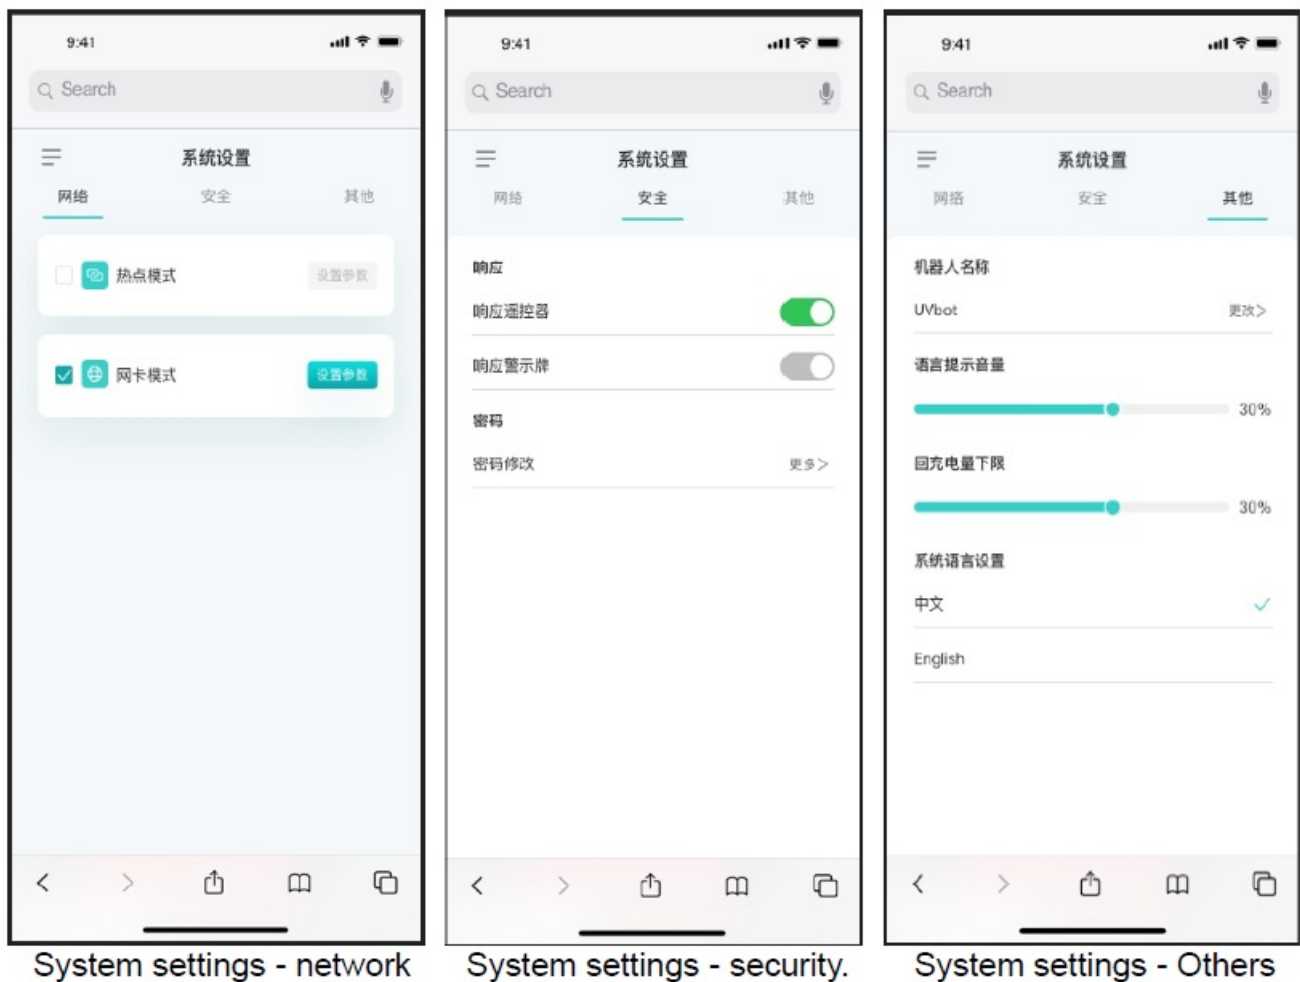 9:41
Search
系统设置
网络 安全 其他
热点模式 设置参数
网卡模式 设置参数
System settings - network
9:41
Search
系统设置
网络 安全 其他
响应
响应遥控器
响应警示牌
密码
密码修改 更多>
System settings - security.
9:41
Search
系统设置
网络 安全 其他
机器人名称
UVbot 更改>
语言提示音量
30%
回充电量下限
30%
系统语言设置
中文
English
System settings - Others